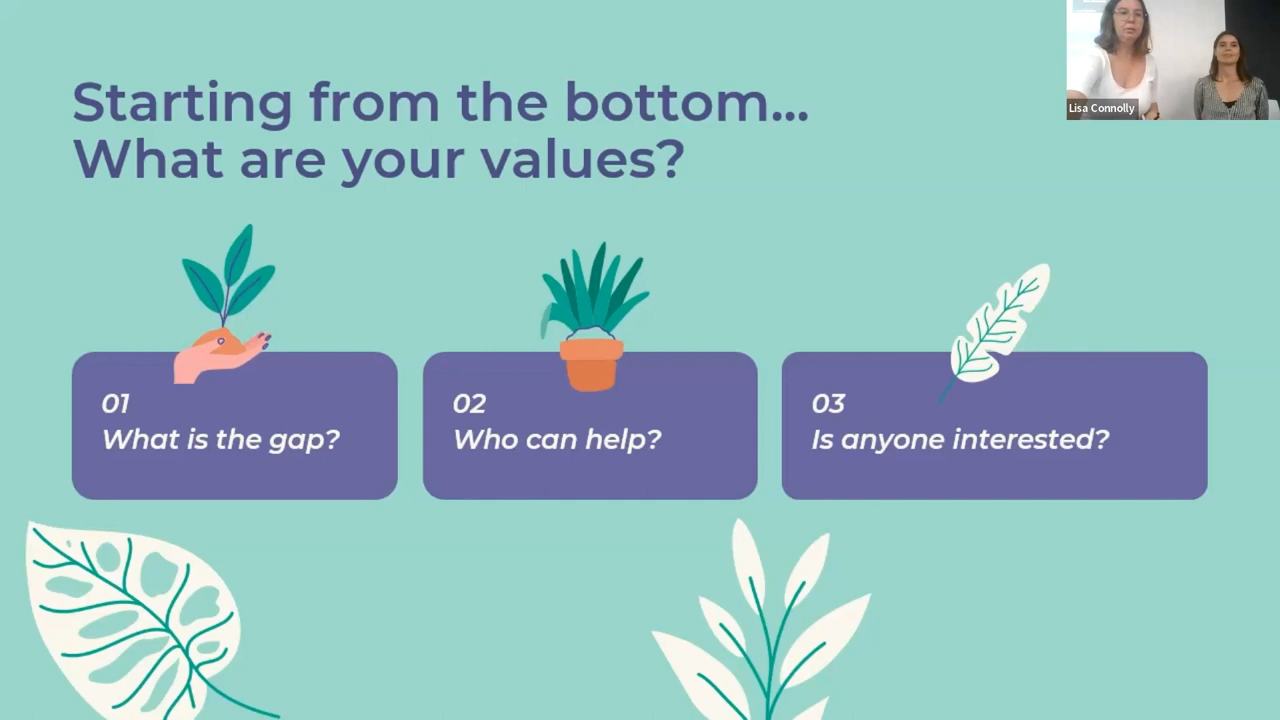 Starting from the bottom...
What are your values?
01
What is the gap?
02
Who can help?
03
Is anyone interested?
Lisa Connolly